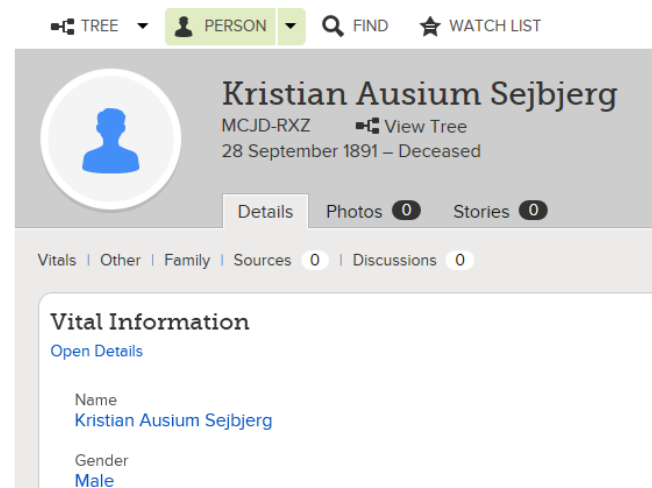 TREE PERSON FIND WATCH LIST
Kristian Ausium Sejbjerg
MCJD-RXZ View Tree
28 September 1891 – Deceased
Details Photos 0 Stories 0
Vitals | Other | Family | Sources 0 | Discussions 0
Vital Information
Open Details
Name
Kristian Ausium Sejbjerg
Gender
Male